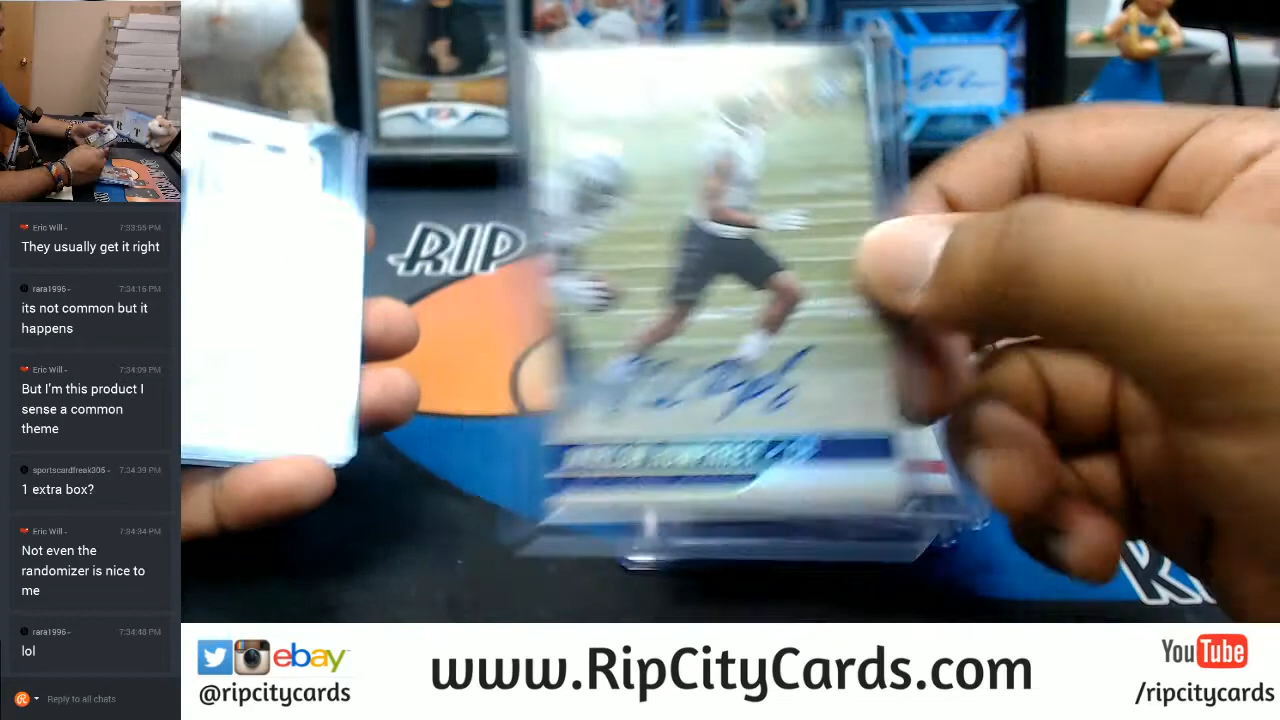 Eric Will - 7:33:55 PM
They usually get it right
rara1996 - 7:34:16 PM
its not common but it
happens
Eric Will - 7:34:09 PM
But I'm this product I
sense a common
theme
sportscardfreak305 - 7:34:39 PM
1 extra box?
Eric Will - 7:34:34 PM
Not even the
randomizer is nice to
me
rara1996 - 7:34:48 PM
lol
Reply to all chats
RIP
ebay
@ripcitycards
www.RipCityCards.com
YouTube
/ripcitycards